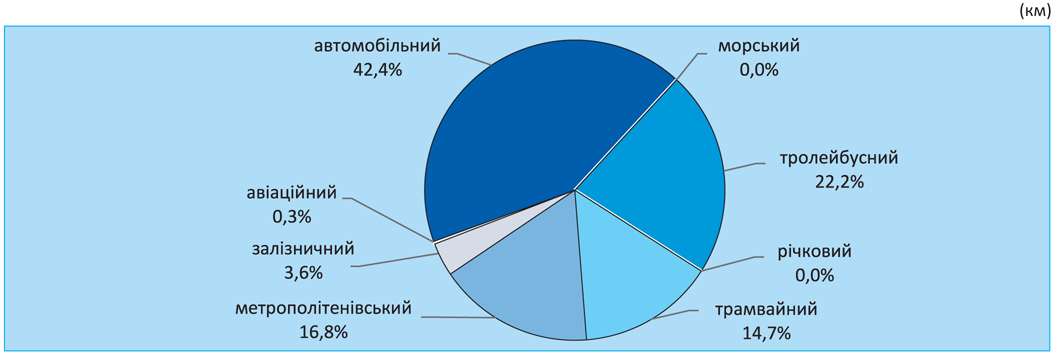 (км)
автомобільний
42,4%
морський
0,0%
тролейбусний
22,2%
авіаційний
0,3%
залізничний
3,6%
річковий
0,0%
метрополітенівський
16,8%
трамвайний
14,7%